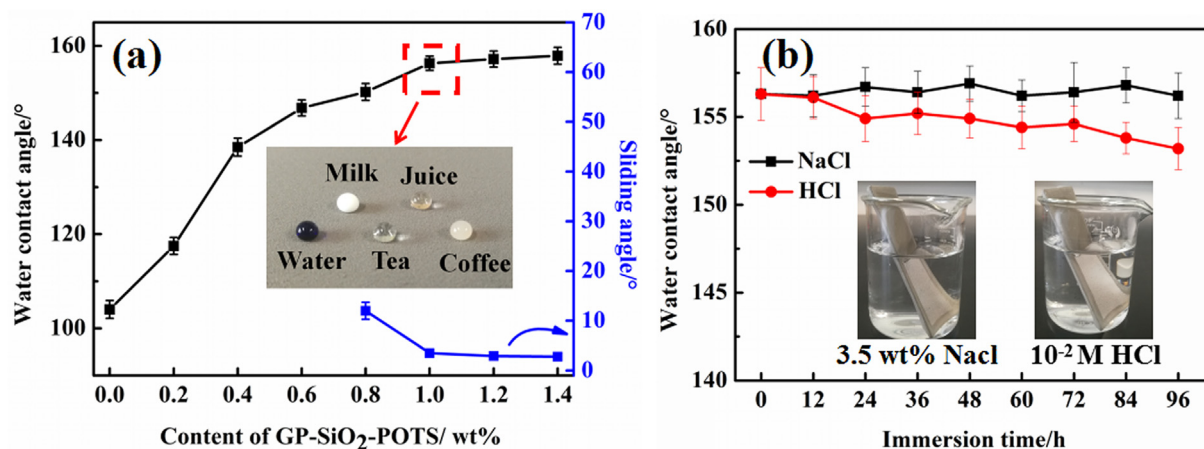 (a)
Water contact angle/°
160
140
120
100
70
60
50
40
30
20
10
0
Sliding angle/°
Milk Juice
Water Tea Coffee
0.0 0.2 0.4 0.6 0.8 1.0 1.2 1.4
Content of GP-SiO₂-POTS/ wt%
(b)
Water contact angle/°
160
155
150
145
140
NaCl
HCl
3.5 wt% Nacl 10⁻² M HCl
0 12 24 36 48 60 72 84 96
Immersion time/h